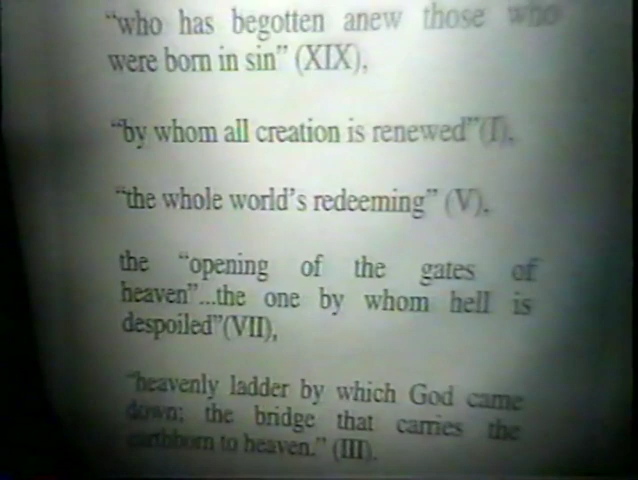 “who has begotten anew those who
were born in sin” (XIX),
“by whom all creation is renewed”(I),
“the whole world’s redeeming” (V),
the “opening of the gates of
heaven”...the one by whom hell is
despoiled”(VII),
“heavenly ladder by which God came
down; the bridge that carries the
earthborn to heaven.” (III).